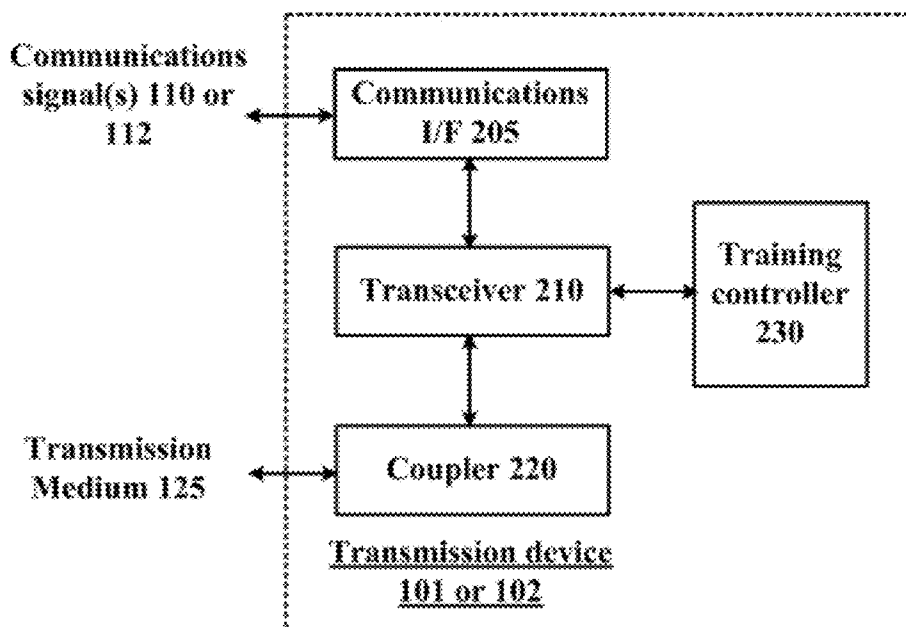 Communications
signal(s) 110 or
112
Communications
I/F 205
Transceiver 210
Training
controller
230
Transmission
Medium 125
Coupler 220
Transmission device
101 or 102